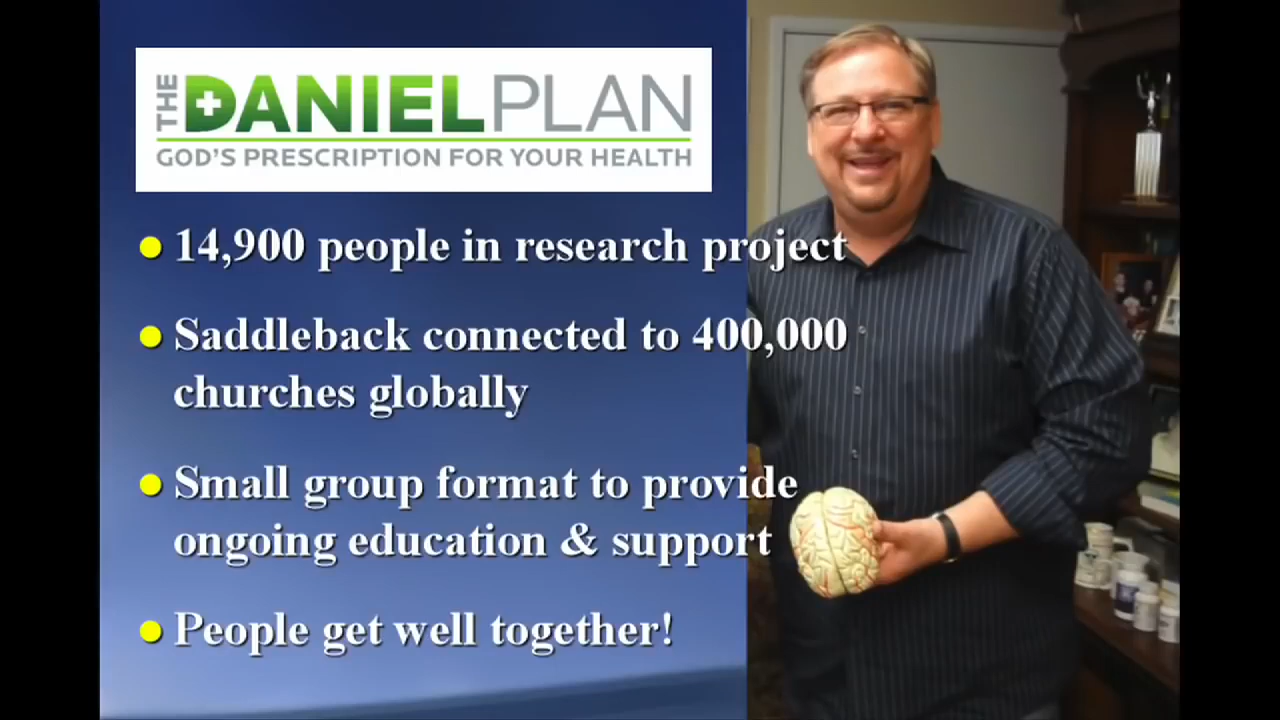 THE DANIEL PLAN
GOD'S PRESCRIPTION FOR YOUR HEALTH
14,900 people in research project
Saddleback connected to 400,000
churches globally
Small group format to provide
ongoing education & support
People get well together!